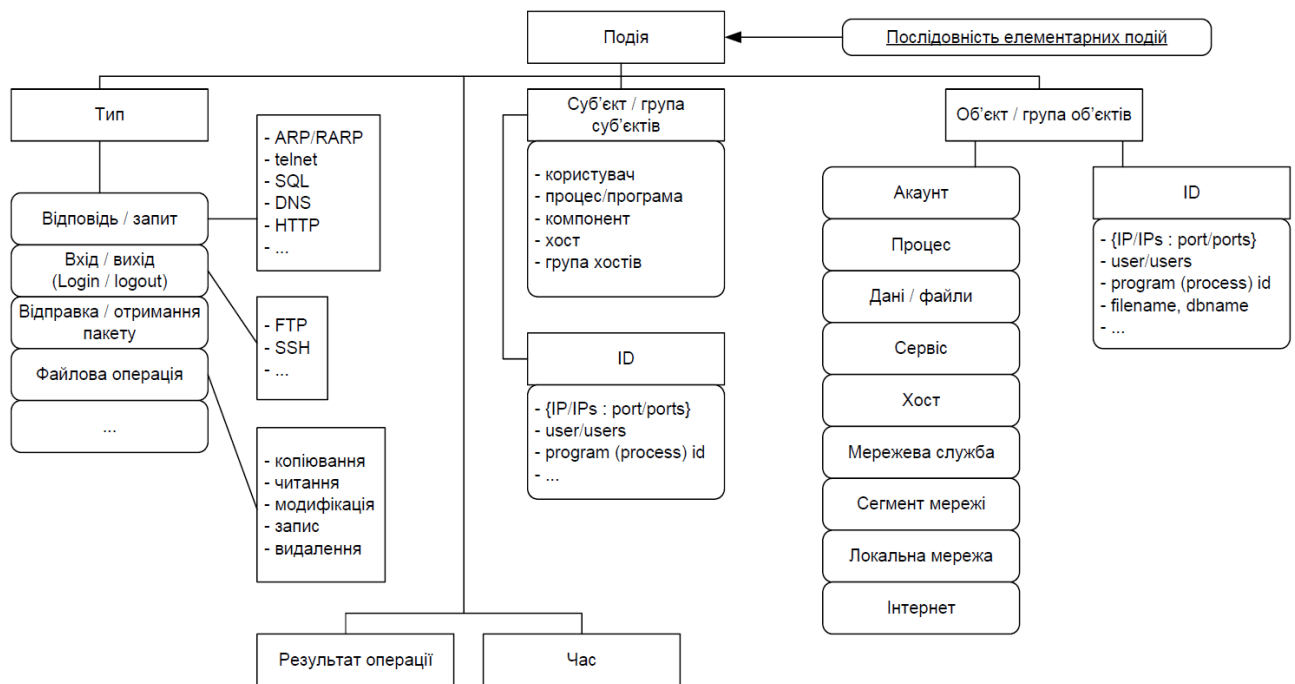 Подія
Послідовність елементарних подій
Тип
- ARP/RARP
- telnet
- SQL
- DNS
- HTTP
- ...
Відповідь / запит
Вхід / вихід
(Login / logout)
Відправка / отримання
пакету
Файлова операція
...
- FTP
- SSH
- ...
- копіювання
- читання
- модифікація
- запис
- видалення
Суб’єкт / група
суб’єктів
- користувач
- процес/програма
- компонент
- хост
- група хостів
ID
- {IP/IPs : port/ports}
- user/users
- program (process) id
- ...
Об’єкт / група об’єктів
Акаунт
Процес
Дані / файли
Сервіс
Хост
Мережева служба
Сегмент мережі
Локальна мережа
Інтернет
ID
- {IP/IPs : port/ports}
- user/users
- program (process) id
- filename, dbname
- ...
Результат операції
Час